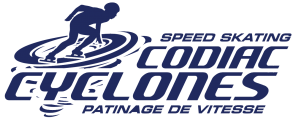 SPEED SKATING
CODIAC
CYCLONES
PATINAGE DE VITESSE